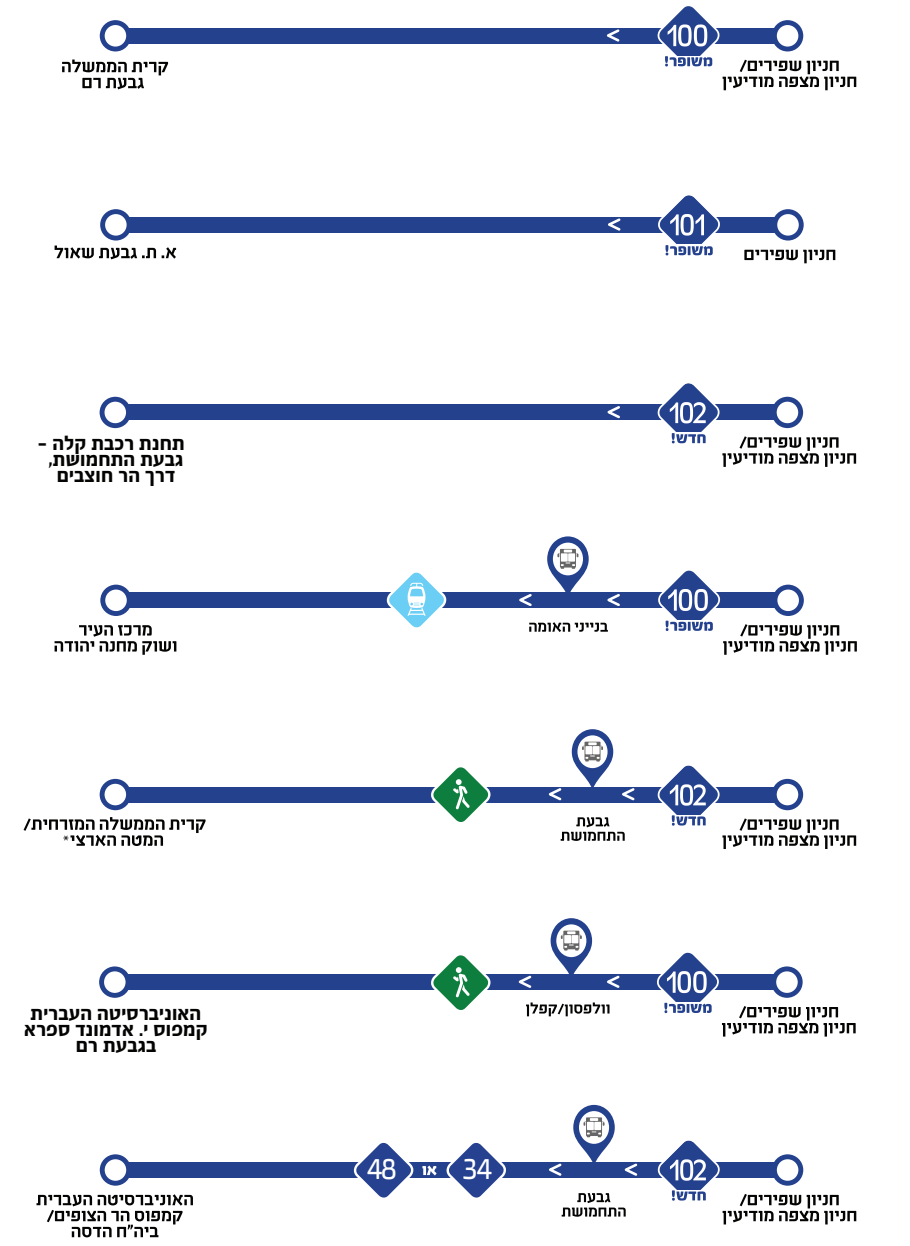 100
משופר!
חניון שפירים/
חניון מצפה מודיעין
קרית הממשלה
גבעת רם
101
משופר!
חניון שפירים
א. ת. גבעת שאול
102
חדש!
חניון שפירים/
חניון מצפה מודיעין
תחנת רכבת קלה -
גבעת התחמושת,
דרך הר חוצבים
100
משופר!
חניון שפירים/
חניון מצפה מודיעין
בנייני האומה
מרכז העיר
ושוק מחנה יהודה
102
חדש!
חניון שפירים/
חניון מצפה מודיעין
גבעת
התחמושת
קרית הממשלה המזרחית/
המטה הארצי*
100
משופר!
חניון שפירים/
חניון מצפה מודיעין
וולפסון/קפלן
האוניברסיטה העברית
קמפוס י. אדמונד ספרא
בגבעת רם
102
חדש!
חניון שפירים/
חניון מצפה מודיעין
גבעת
התחמושת
34 או 48
האוניברסיטה העברית
קמפוס הר הצופים/
ביה"ח הדסה